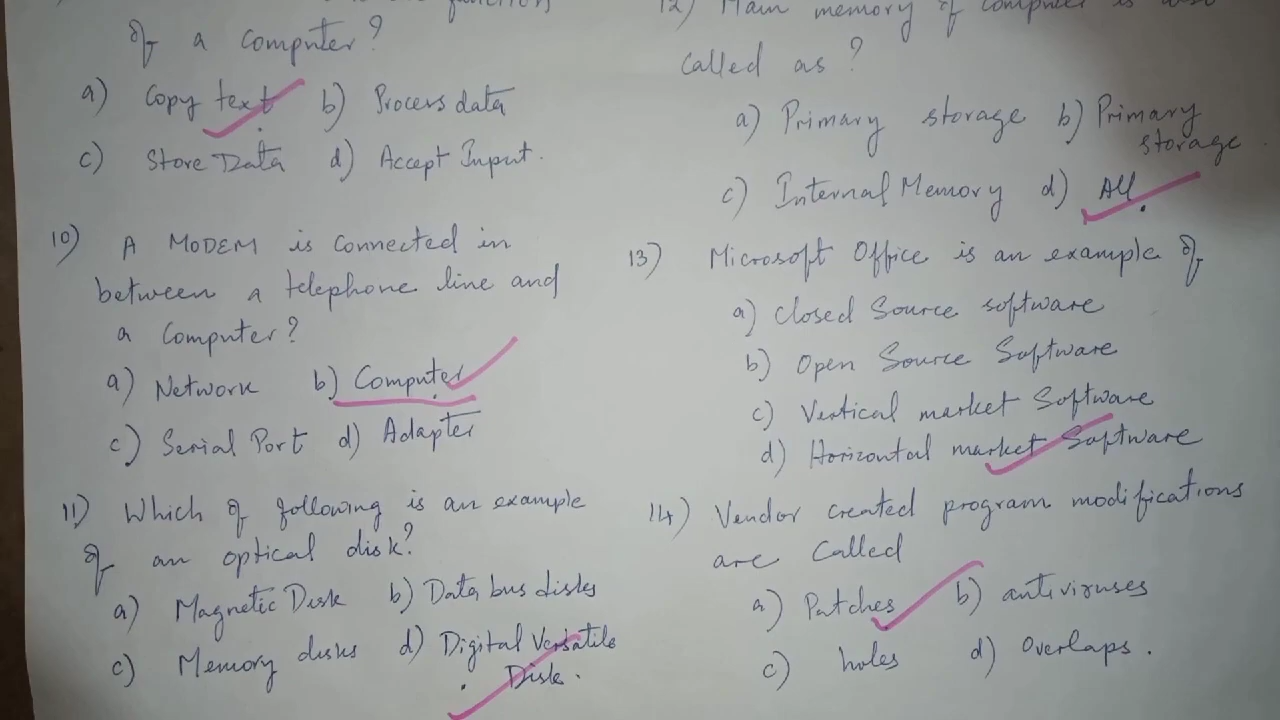 of a computer?
a) Copy text b) Process data
c) Store Data d) Accept Input.
10) A MODEM is connected in
between a telephone line and
a Computer?
a) Network b) Computer
c) Serial Port d) Adapter
11) Which of following is an example
of an optical disk?
a) Magnetic Disk b) Data bus disks
c) Memory disks d) Digital Versatile
Disk.
12) Main memory of computer is also
called as?
a) Primary storage b) Primary
storage
c) Internal Memory d) All.
13) Microsoft Office is an example of
a) Closed Source software
b) Open Source Software
c) Vertical market Software
d) Horizontal market Software
14) Vendor created program modifications
are Called
a) Patches b) antiviruses
c) holes d) Overlaps.